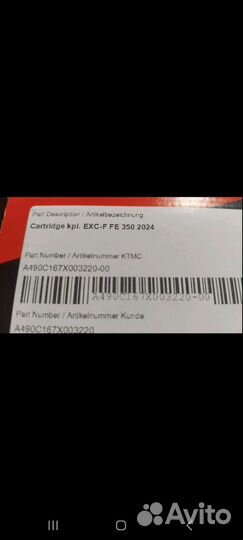 Part Description / Artikelbezeichnung
Cartridge kpl. EXC-F FE 350 2024
Part Number / Artikelnummer KTMC
A490C167X003220-00
A490C167X003220-00
Part Number / Artikelnummer Kunde
A490C167X003220
Avito